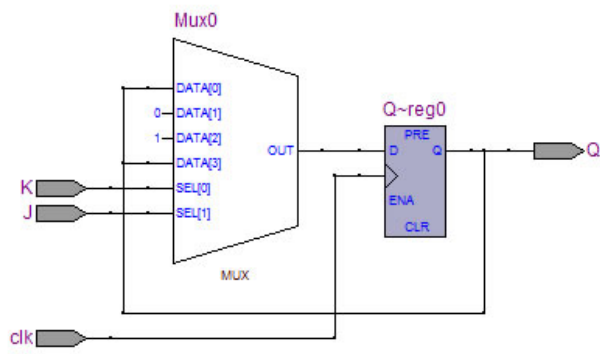 Mux0
DATA[0]
0 DATA[1]
1 DATA[2]
DATA[3]
K SEL[0]
J SEL[1]
OUT
MUX
Q~reg0
PRE
D Q
ENA
CLR
Q
clk